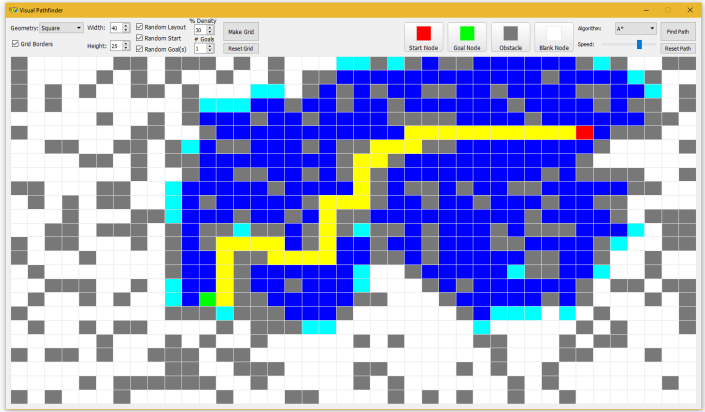 Visual Pathfinder
Geometry: Square
Width: 40
Random Layout
% Density
30
Make Grid
Random Start
Grid Borders
Height: 25
Random Goal(s)
# Goals
1
Reset Grid
Start Node
Goal Node
Obstacle
Blank Node
Algorithm: A*
Find Path
Speed:
Reset Path